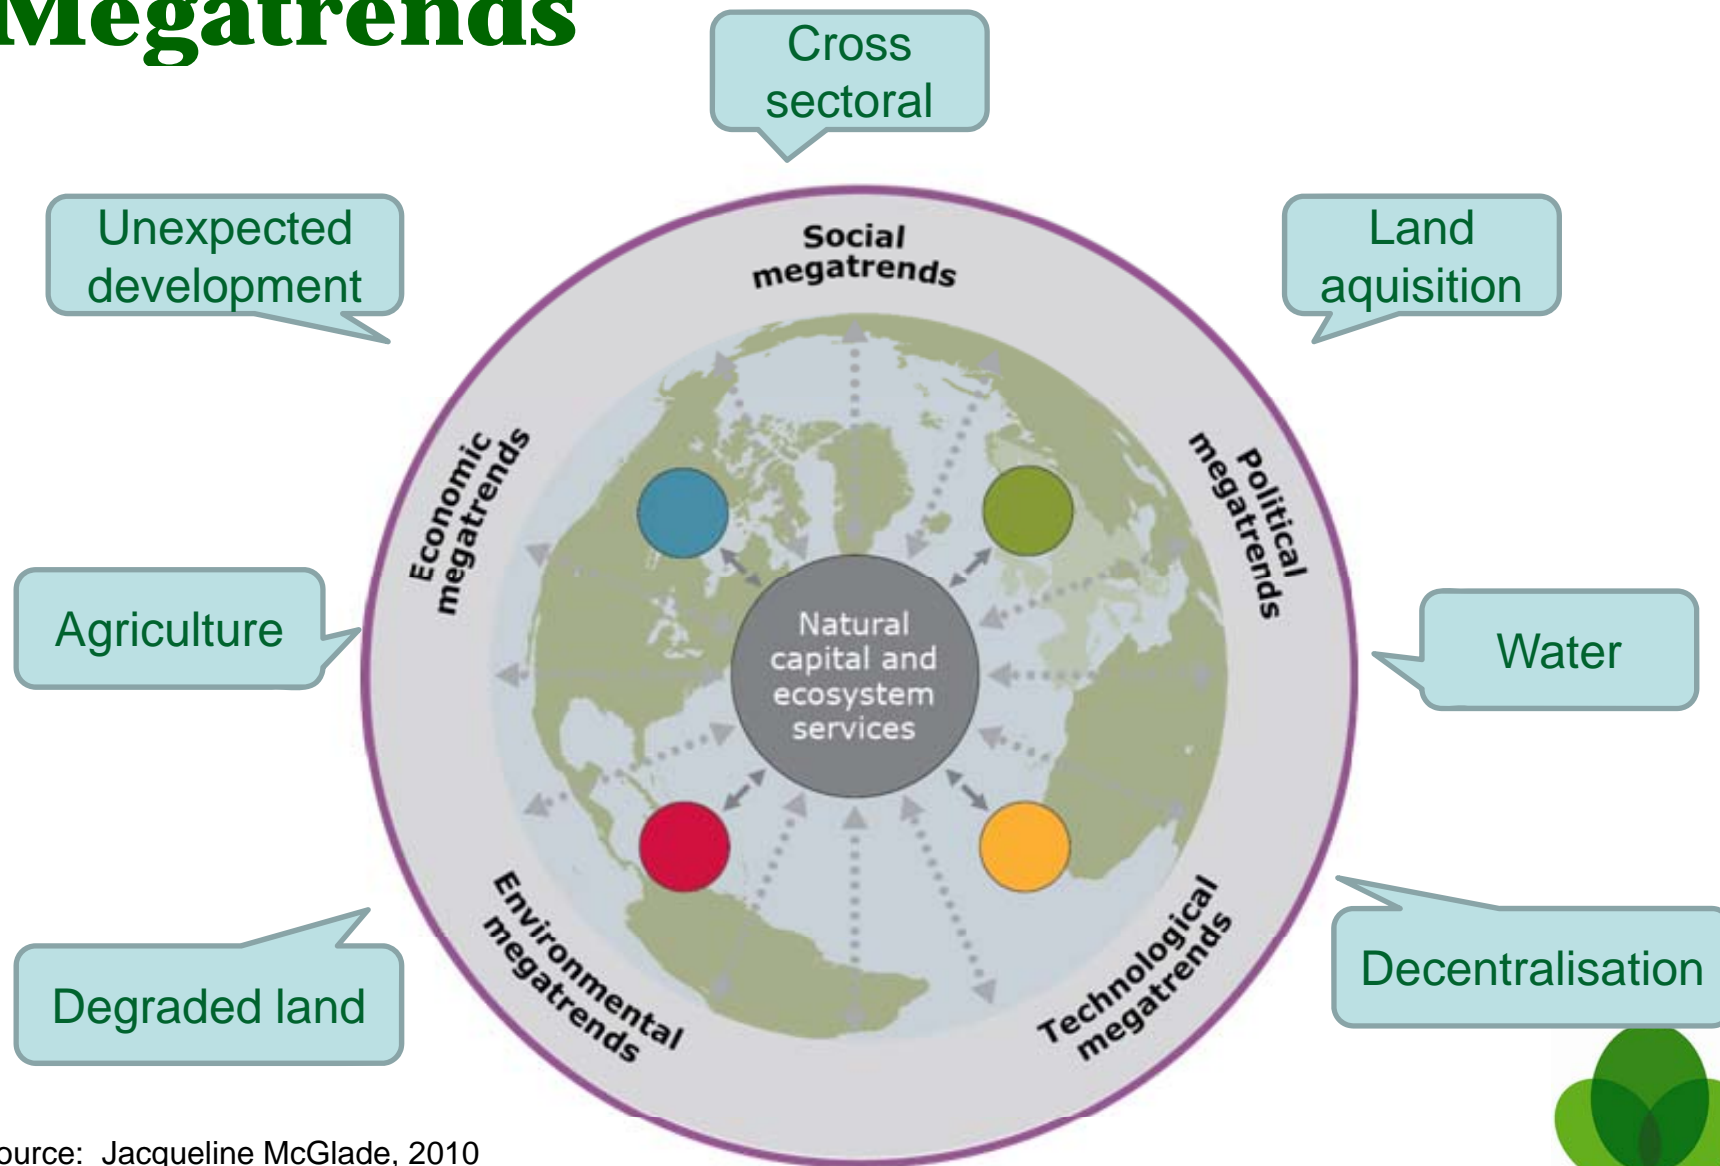 Megatrends
Cross
sectoral
Unexpected
development
Land
aquisition
Social
megatrends
Economic
megatrends
Political
megatrends
Agriculture
Natural
capital and
ecosystem
services
Water
Degraded land
Environmental
megatrends
Technological
megatrends
Decentralisation
ource: Jacqueline McGlade, 2010